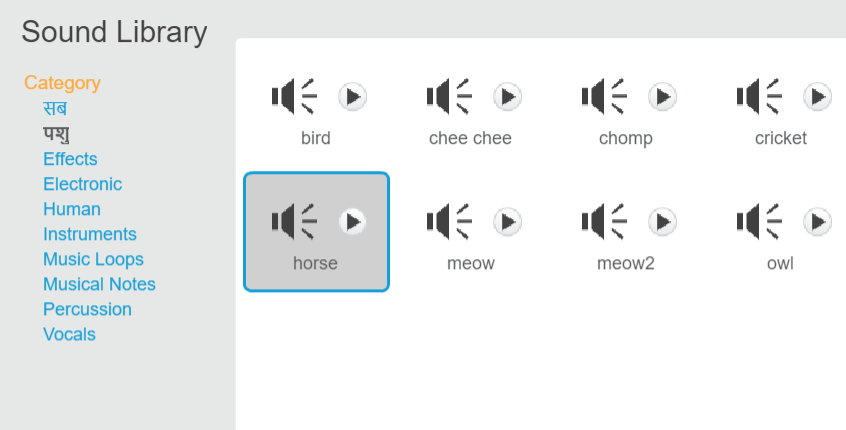 Sound Library
Category
सब
पशु
Effects
Electronic
Human
Instruments
Music Loops
Musical Notes
Percussion
Vocals
bird chee chee chomp cricket
horse meow meow2 owl